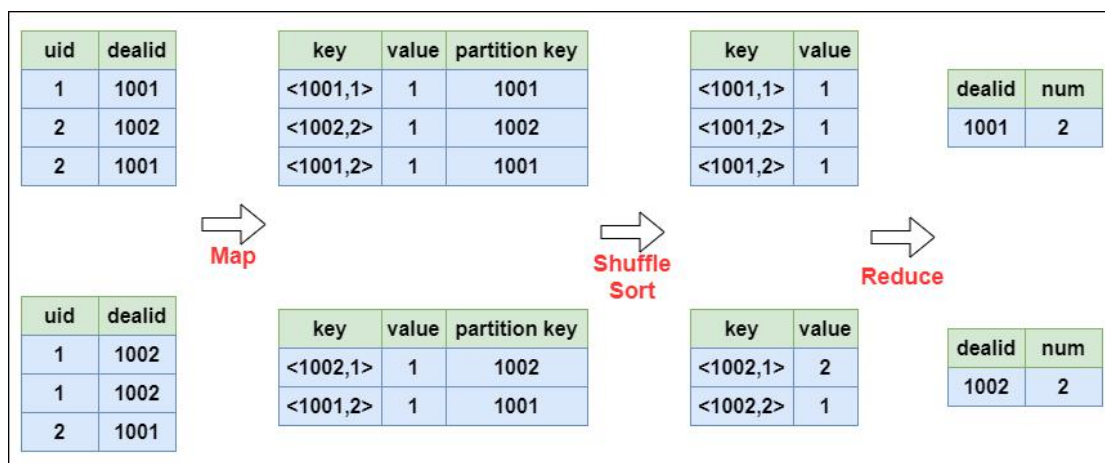 uid dealid
1 1001
2 1002
2 1001
key value partition key
<1001,1> 1 1001
<1002,2> 1 1002
<1001,2> 1 1001
key value
<1001,1> 1
<1001,2> 1
<1001,2> 1
dealid num
1001 2
Map
Shuffle
Sort
Reduce
uid dealid
1 1002
1 1002
2 1001
key value partition key
<1002,1> 1 1002
<1001,2> 1 1001
key value
<1002,1> 2
<1002,2> 1
dealid num
1002 2